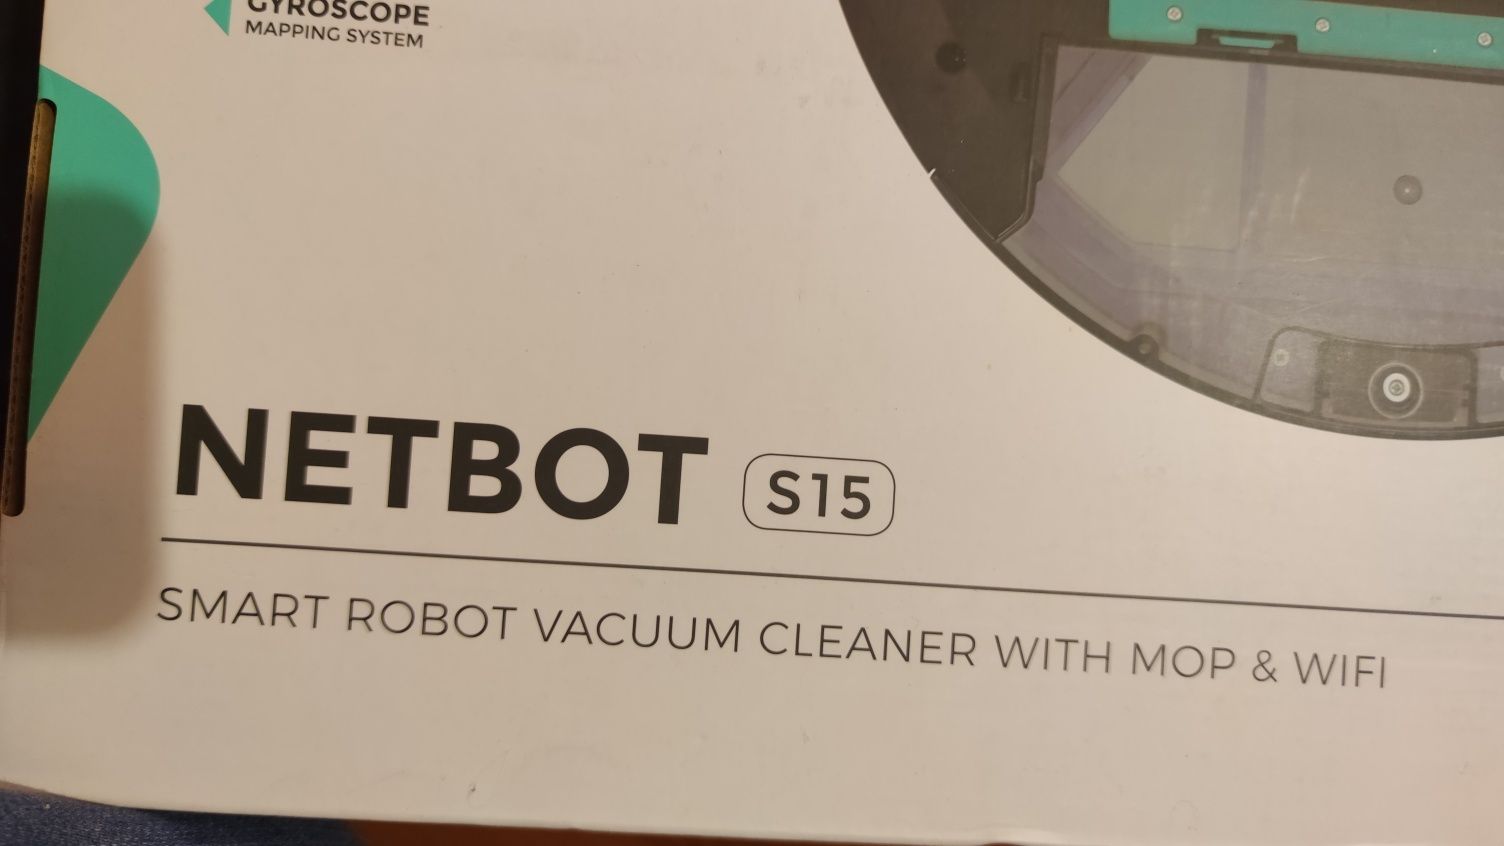 GYROSCOPE
MAPPING SYSTEM
NETBOT S15
SMART ROBOT VACUUM CLEANER WITH MOP & WIFI